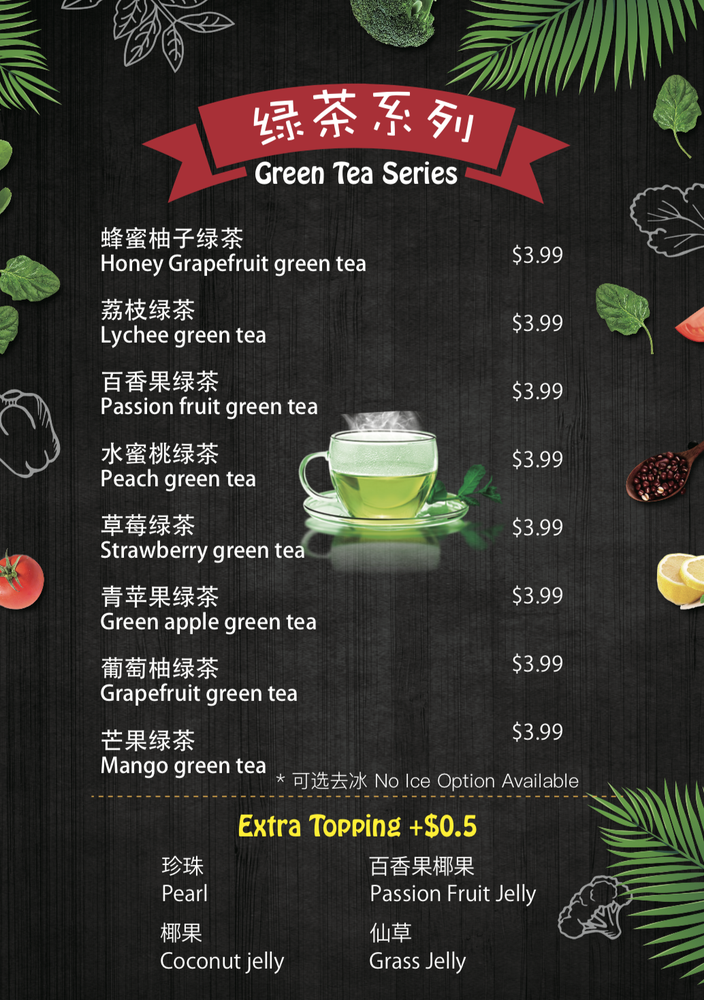 绿茶系列
Green Tea Series
蜂蜜柚子绿茶
Honey Grapefruit green tea
$3.99
荔枝绿茶
Lychee green tea
$3.99
百香果绿茶
Passion fruit green tea
$3.99
水蜜桃绿茶
Peach green tea
$3.99
草莓绿茶
Strawberry green tea
$3.99
青苹果绿茶
Green apple green tea
$3.99
葡萄柚绿茶
Grapefruit green tea
$3.99
芒果绿茶
Mango green tea
$3.99
* 可选去冰 No Ice Option Available
Extra Topping +$0.5
珍珠
Pearl
百香果椰果
Passion Fruit Jelly
椰果
Coconut jelly
仙草
Grass Jelly